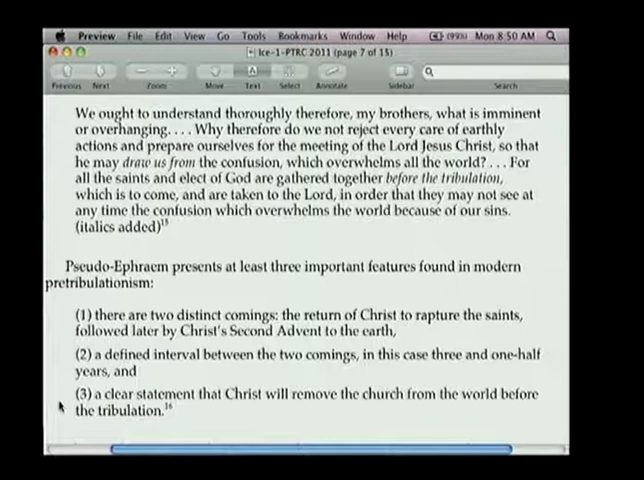 Preview File Edit View Go Tools Bookmarks Window Help (99%) Mon 8:50 AM
Ice-1-PTRC 2011 (page 7 of 15)
Previous Next Zoom Move Text Select Annotate Sidebar Search
We ought to understand thoroughly therefore, my brothers, what is imminent
or overhanging. . . . Why therefore do we not reject every care of earthly
actions and prepare ourselves for the meeting of the Lord Jesus Christ, so that
he may draw us from the confusion, which overwhelms all the world? . . . For
all the saints and elect of God are gathered together before the tribulation,
which is to come, and are taken to the Lord, in order that they may not see at
any time the confusion which overwhelms the world because of our sins.
(italics added)15
Pseudo-Ephraem presents at least three important features found in modern
pretribulationism:
(1) there are two distinct comings: the return of Christ to rapture the saints,
followed later by Christ's Second Advent to the earth,
(2) a defined interval between the two comings, in this case three and one-half
years, and
(3) a clear statement that Christ will remove the church from the world before
the tribulation.16